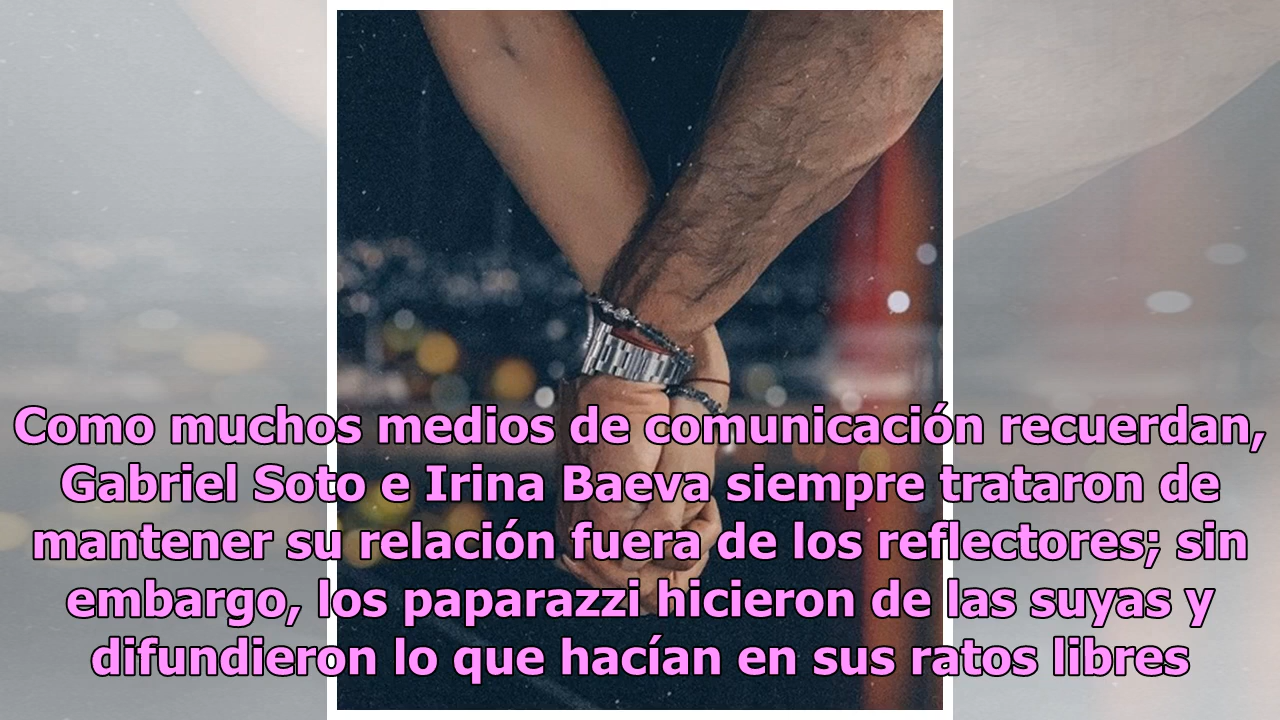 Como muchos medios de comunicación recuerdan,
Gabriel Soto e Irina Baeva siempre trataron de
mantener su relación fuera de los reflectores; sin
embargo, los paparazzi hicieron de las suyas y
difundieron lo que hacían en sus ratos libres